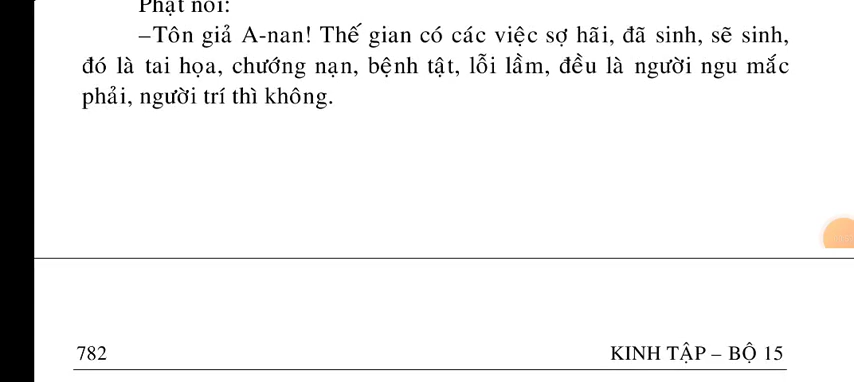 Phật nói:
–Tôn giả A-nan! Thế gian có các việc sợ hãi, đã sinh, sẽ sinh,
đó là tai họa, chướng nạn, bệnh tật, lỗi lầm, đều là người ngu mắc
phải, người trí thì không.
782
KINH TẬP – BỘ 15